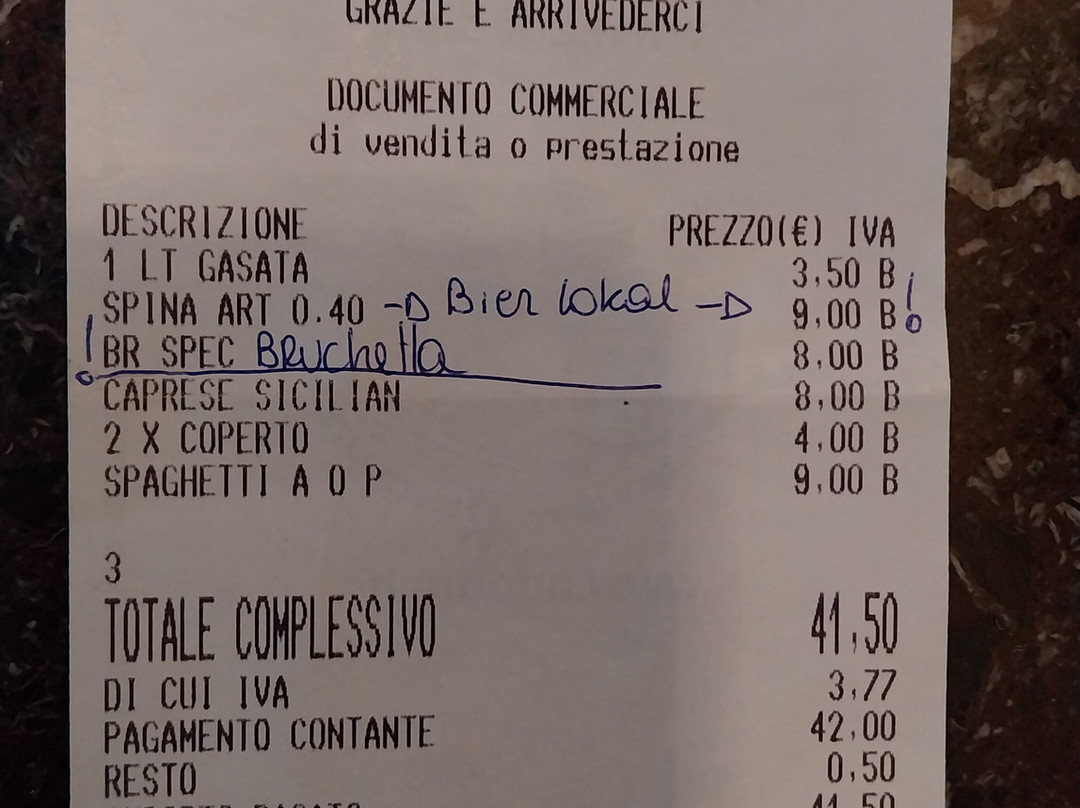 GRAZIE E ARRIVEDERCI
DOCUMENTO COMMERCIALE
di vendita o prestazione
DESCRIZIONE PREZZO(€) IVA
1 LT GASATA 3,50 B
SPINA ART 0.40 → Bier lokal → 9,00 B !
! BR SPEC Bruchetta 8,00 B
CAPRESE SICILIAN 8,00 B
2 X COPERTO 4,00 B
SPAGHETTI A O P 9,00 B
3
TOTALE COMPLESSIVO 41,50
DI CUI IVA 3,77
PAGAMENTO CONTANTE 42,00
RESTO 0,50